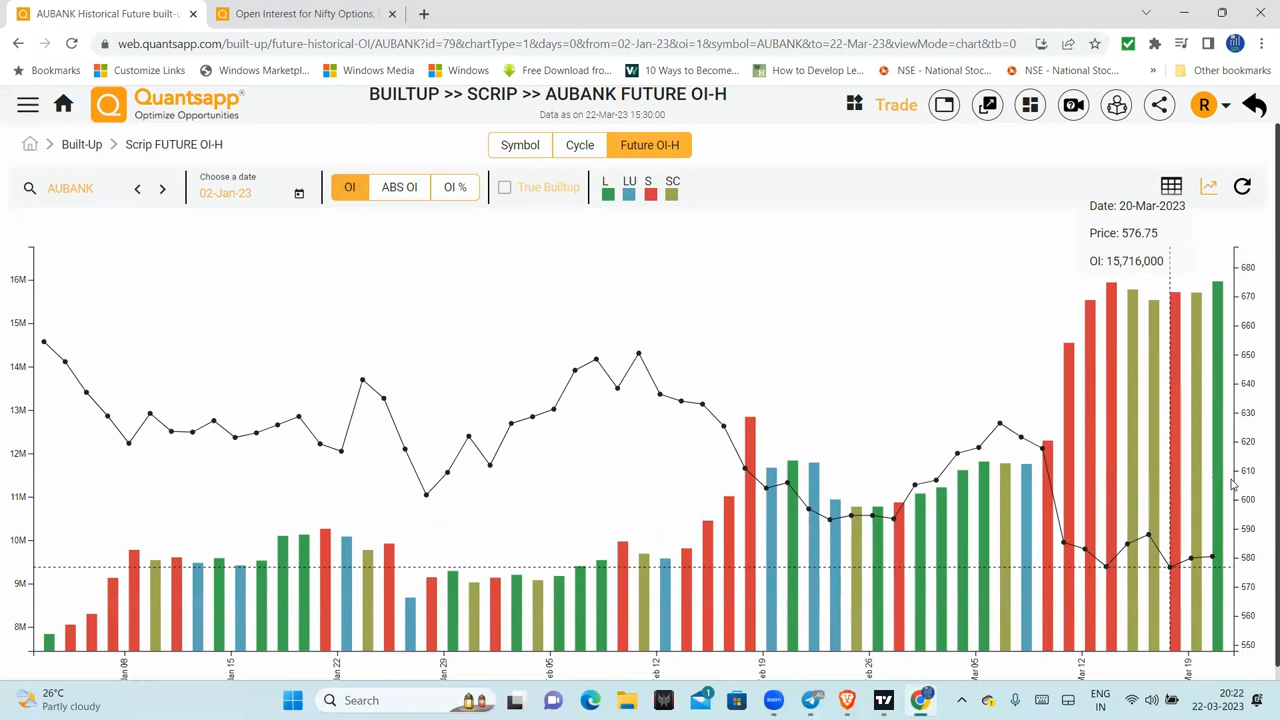 AUBANK Historical Future built-u
Open Interest for Nifty Options,
web.quantsapp.com/built-up/future-historical-OI/AUBANK?l=79&chartType=1&days=0&from=02-Jan-23&oi=1&symbol=AUBANK&to=22-Mar-23&viewMode=chart&tb=0
Bookmarks
Customize Links
Windows Marketpl...
Windows Media
Windows
Free Download fro...
10 Ways to Become...
How to Develop Le...
NSE - National Stoc...
NSE - National Stoc...
»
Other bookmarks
Quantsapp
Optimize Opportunities
BUILTUP >> SCRIP >> AUBANK FUTURE OI-H
Data as on 22-Mar-23 15:30:00
Trade
R
Built-Up
Scrip FUTURE OI-H
Symbol
Cycle
Future OI-H
AUBANK
Choose a date
02-Jan-23
OI
ABS OI
OI %
True Builtup
L LU S SC
Date: 20-Mar-2023
Price: 576.75
OI: 15,716,000
16M
15M
14M
13M
12M
11M
10M
9M
8M
680
670
660
650
640
630
620
610
600
590
580
570
560
550
Jan 08
Jan 15
Jan 22
Jan 29
eb 05
eb 12
eb 19
eb 26
Mar 05
Mar 12
Mar 19
26°C
Partly cloudy
Search
1
zoom
ENG
IN
20:22
22-03-2023